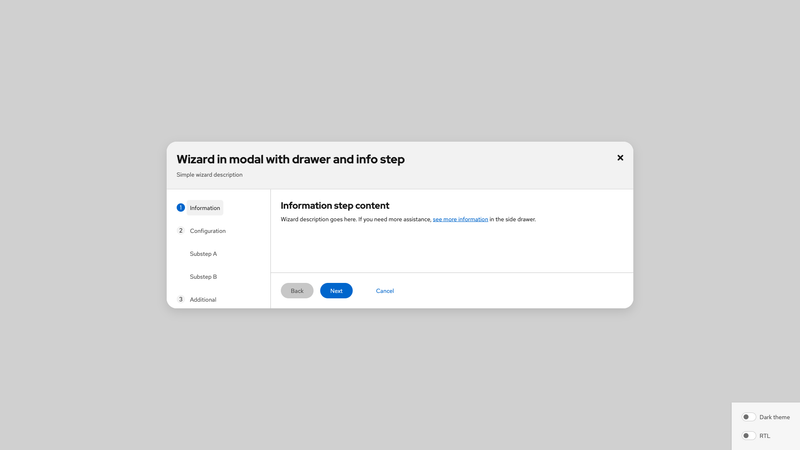 Wizard in modal with drawer and info step
Simple wizard description
1 Information
2 Configuration
Substep A
Substep B
3 Additional
Information step content
Wizard description goes here. If you need more assistance, see more information in the side drawer.
Back Next Cancel
Dark theme
RTL